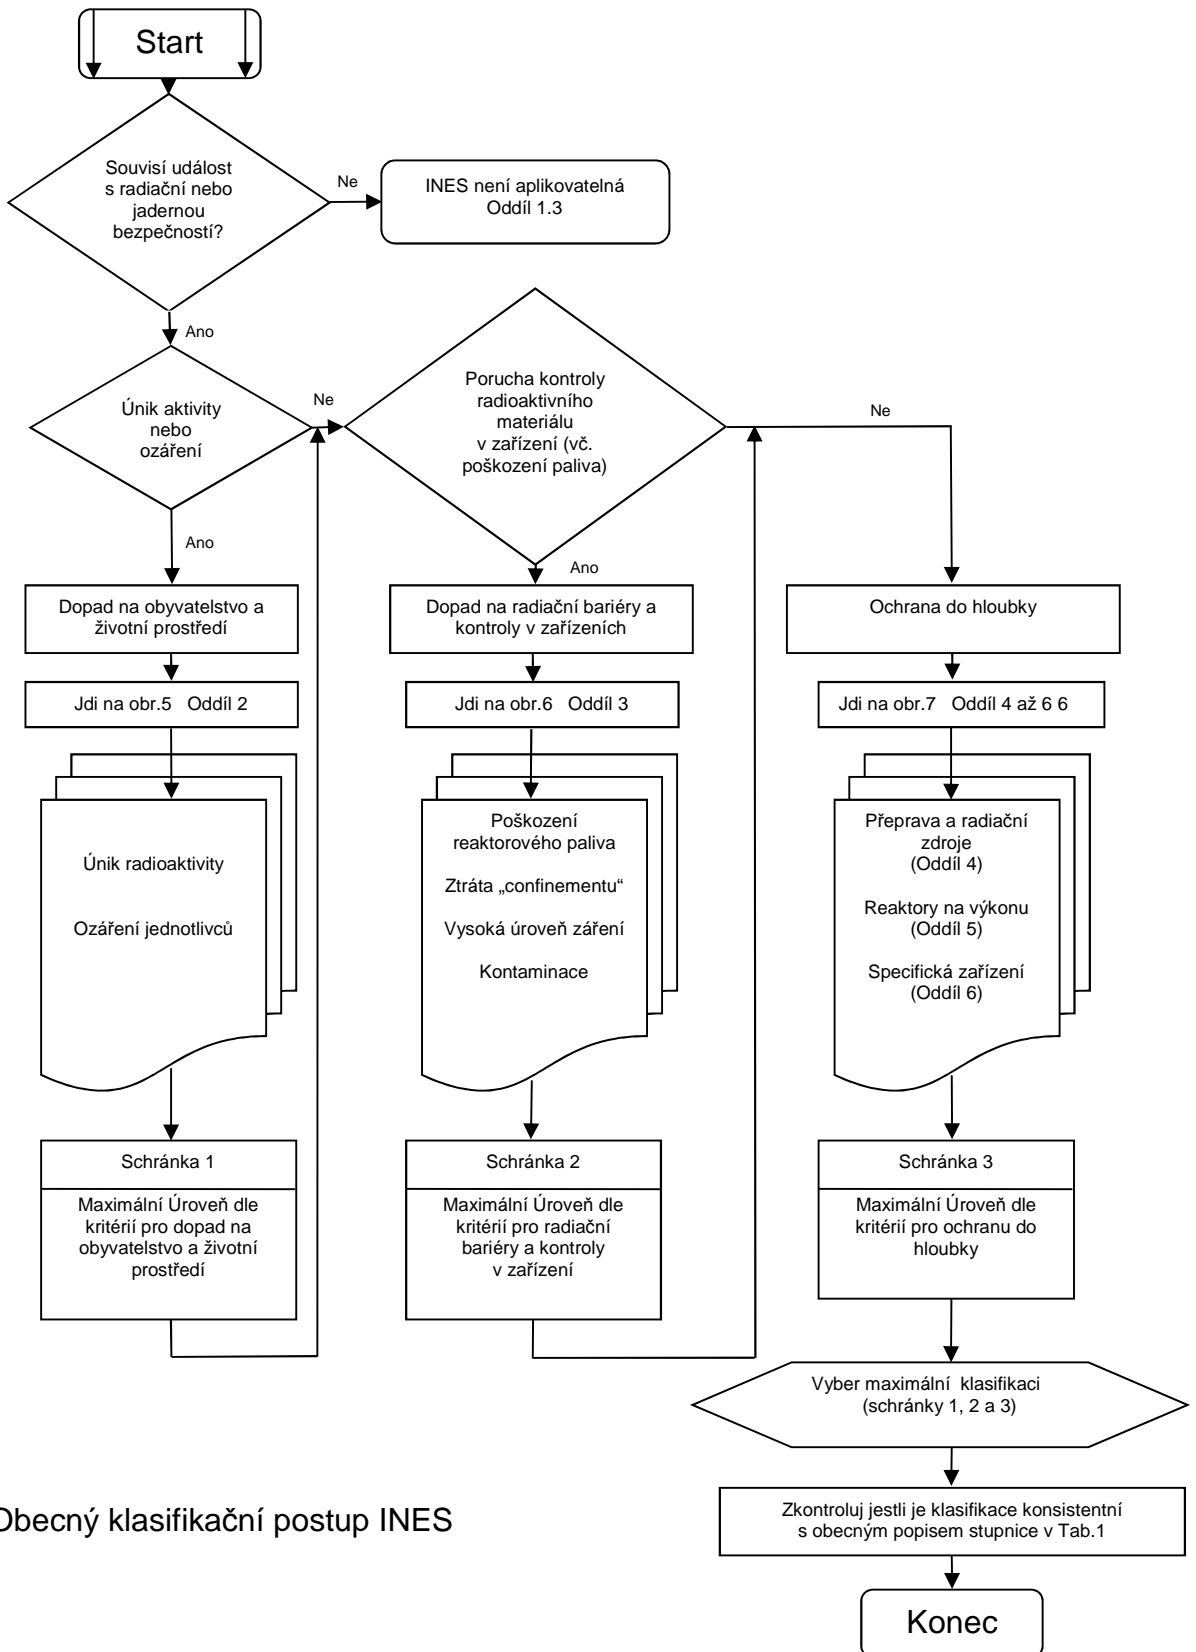 Start
Souvisí událost
s radiační nebo
jadernou
bezpečností?
Ne
INES není aplikovatelná
Oddíl 1.3
Ano
Únik aktivity
nebo
ozáření
Ne
Porucha kontroly
radioaktivního
materiálu
v zařízení (vč.
poškození paliva)
Ne
Ano
Ano
Dopad na obyvatelstvo a
životní prostředí
Dopad na radiační bariéry a
kontroly v zařízeních
Ochrana do hloubky
Jdi na obr.5 Oddíl 2
Jdi na obr.6 Oddíl 3
Jdi na obr.7 Oddíl 4 až 6 6
Únik radioaktivity
Ozáření jednotlivců
Poškození
reaktorového paliva
Ztráta „confinementu“
Vysoká úroveň záření
Kontaminace
Přeprava a radiační
zdroje
(Oddíl 4)
Reaktory na výkonu
(Oddíl 5)
Specifická zařízení
(Oddíl 6)
Schránka 1
Maximální Úroveň dle
kritérií pro dopad na
obyvatelstvo a životní
prostředí
Schránka 2
Maximální Úroveň dle
kritérií pro radiační
bariéry a kontroly
v zařízení
Schránka 3
Maximální Úroveň dle
kritérií pro ochranu do
hloubky
Vyber maximální klasifikaci
(schránky 1, 2 a 3)
Zkontroluj jestli je klasifikace konsistentní
s obecným popisem stupnice v Tab.1
Konec
Obecný klasifikační postup INES